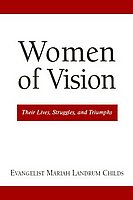 Women
of Vision
Their Lives, Struggles, and Triumphs
EVANGELIST MARIAH LANDRUM CHILDS